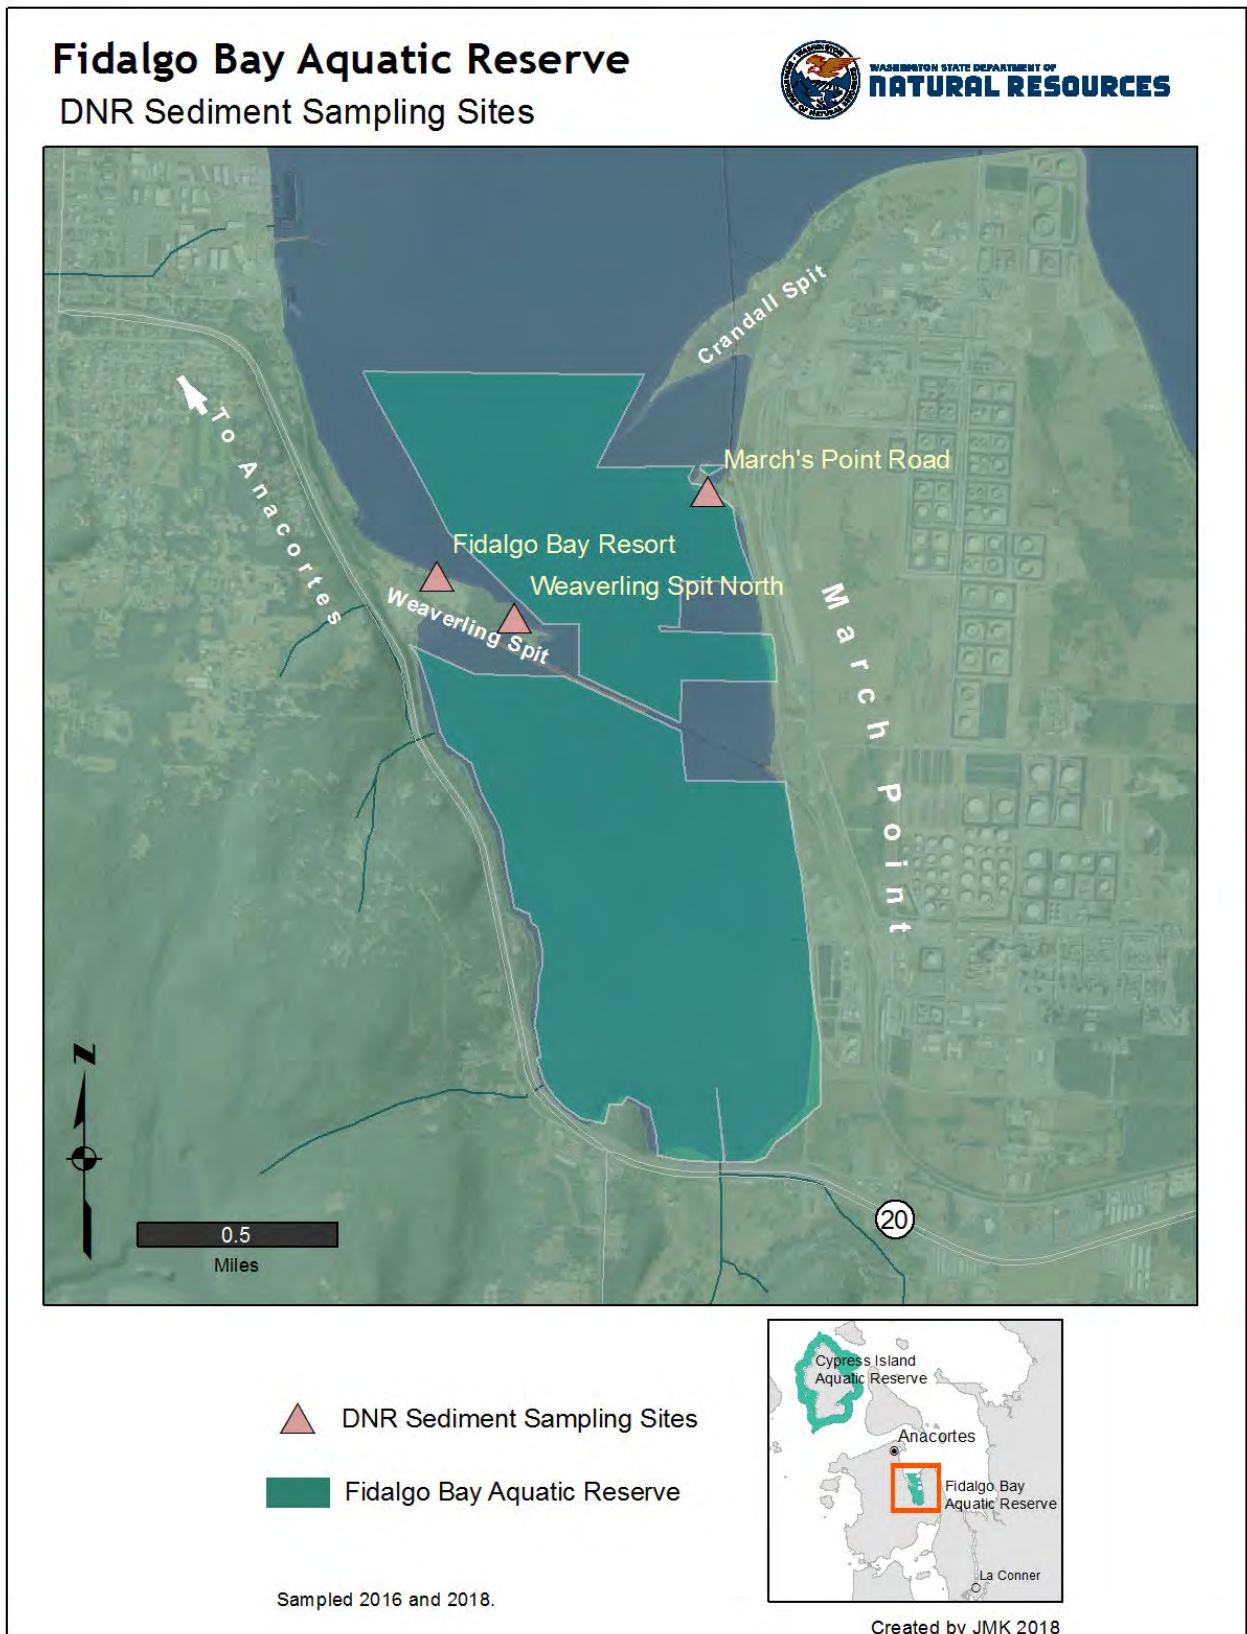 Fidalgo Bay Aquatic Reserve
DNR Sediment Sampling Sites
WASHINGTON STATE DEPARTMENT OF
NATURAL RESOURCES
Crandall Spit
To Anacortes
March's Point Road
Fidalgo Bay Resort
Weaverling Spit North
Weaverling Spit
March Point
N
20
0.5
Miles
DNR Sediment Sampling Sites
Fidalgo Bay Aquatic Reserve
Sampled 2016 and 2018.
Cypress Island
Aquatic Reserve
Anacortes
Fidalgo Bay
Aquatic Reserve
La Conner
Created by JMK 2018